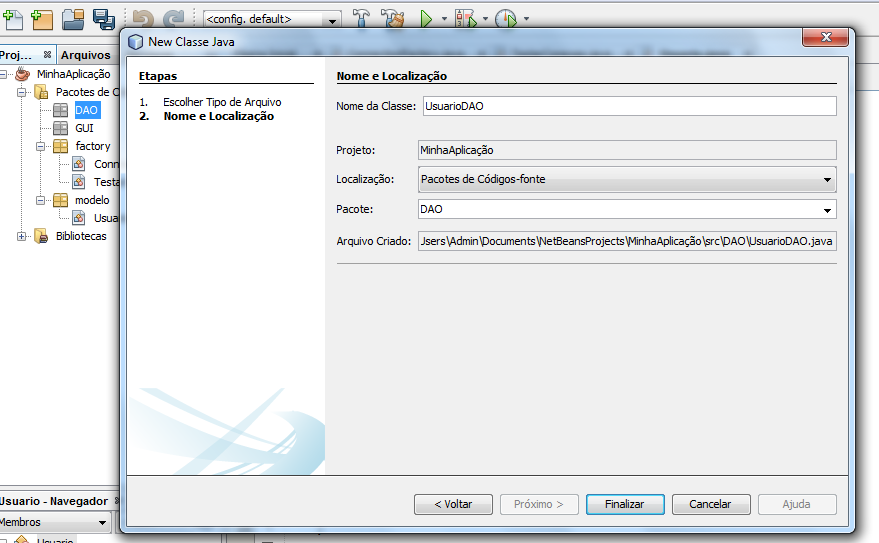 <config. default>
New Classe Java
Proj...
Arquivos
MinhaAplicação
Pacotes de C
DAO
GUI
factory
Conn
Testa
modelo
Usua
Bibliotecas
Etapas
1. Escolher Tipo de Arquivo
2. Nome e Localização
Nome e Localização
Nome da Classe: UsuarioDAO
Projeto: MinhaAplicação
Localização: Pacotes de Códigos-fonte
Pacote: DAO
Arquivo Criado: Jsers\Admin\Documents\NetBeansProjects\MinhaAplicação\src\DAO\UsuarioDAO.java
< Voltar
Próximo >
Finalizar
Cancelar
Ajuda
Usuario - Navegador
Membros
Usuario